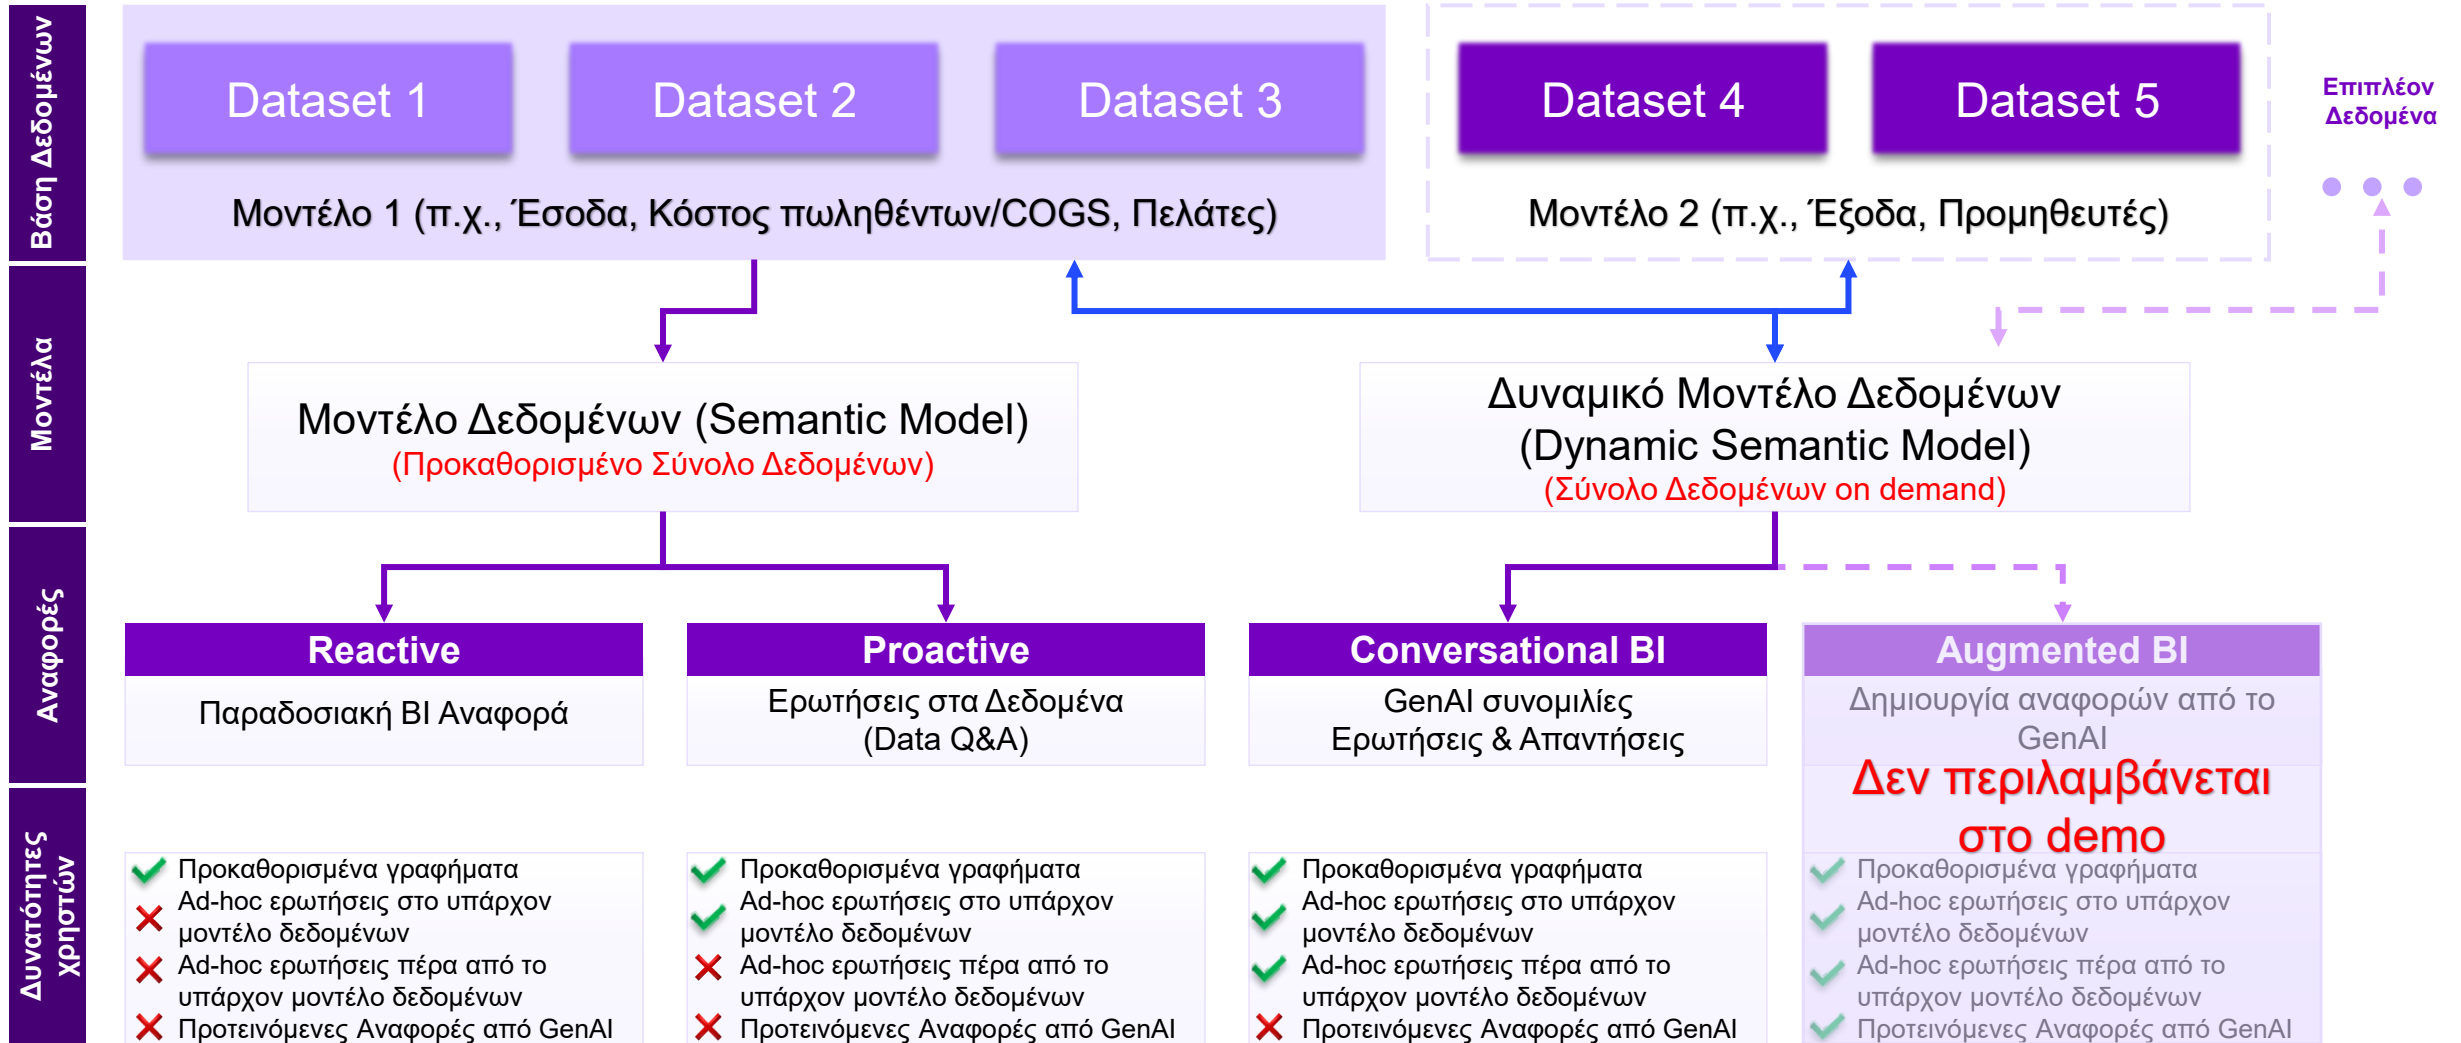 Βάση Δεδομένων
Dataset 1
Dataset 2
Dataset 3
Μοντέλο 1 (π.χ., Έσοδα, Κόστος πωληθέντων/COGS, Πελάτες)
Dataset 4
Dataset 5
Μοντέλο 2 (π.χ., Έξοδα, Προμηθευτές)
Επιπλέον
Δεδομένα
Μοντέλα
Μοντέλο Δεδομένων (Semantic Model)
(Προκαθορισμένο Σύνολο Δεδομένων)
Δυναμικό Μοντέλο Δεδομένων
(Dynamic Semantic Model)
(Σύνολο Δεδομένων on demand)
Αναφορές
Reactive
Παραδοσιακή BI Αναφορά
Proactive
Ερωτήσεις στα Δεδομένα
(Data Q&A)
Conversational BI
GenAI συνομιλίες
Ερωτήσεις & Απαντήσεις
Augmented BI
Δημιουργία αναφορών από το
GenAI
Δεν περιλαμβάνεται
στο demo
Δυνατότητες
χρηστών
Προκαθορισμένα γραφήματα
Ad-hoc ερωτήσεις στο υπάρχον
μοντέλο δεδομένων
Ad-hoc ερωτήσεις πέρα από το
υπάρχον μοντέλο δεδομένων
Προτεινόμενες Αναφορές από GenAI
Προκαθορισμένα γραφήματα
Ad-hoc ερωτήσεις στο υπάρχον
μοντέλο δεδομένων
Ad-hoc ερωτήσεις πέρα από το
υπάρχον μοντέλο δεδομένων
Προτεινόμενες Αναφορές από GenAI
Προκαθορισμένα γραφήματα
Ad-hoc ερωτήσεις στο υπάρχον
μοντέλο δεδομένων
Ad-hoc ερωτήσεις πέρα από το
υπάρχον μοντέλο δεδομένων
Προτεινόμενες Αναφορές από GenAI
Προκαθορισμένα γραφήματα
Ad-hoc ερωτήσεις στο υπάρχον
μοντέλο δεδομένων
Ad-hoc ερωτήσεις πέρα από το
υπάρχον μοντέλο δεδομένων
Προτεινόμενες Αναφορές από GenAI